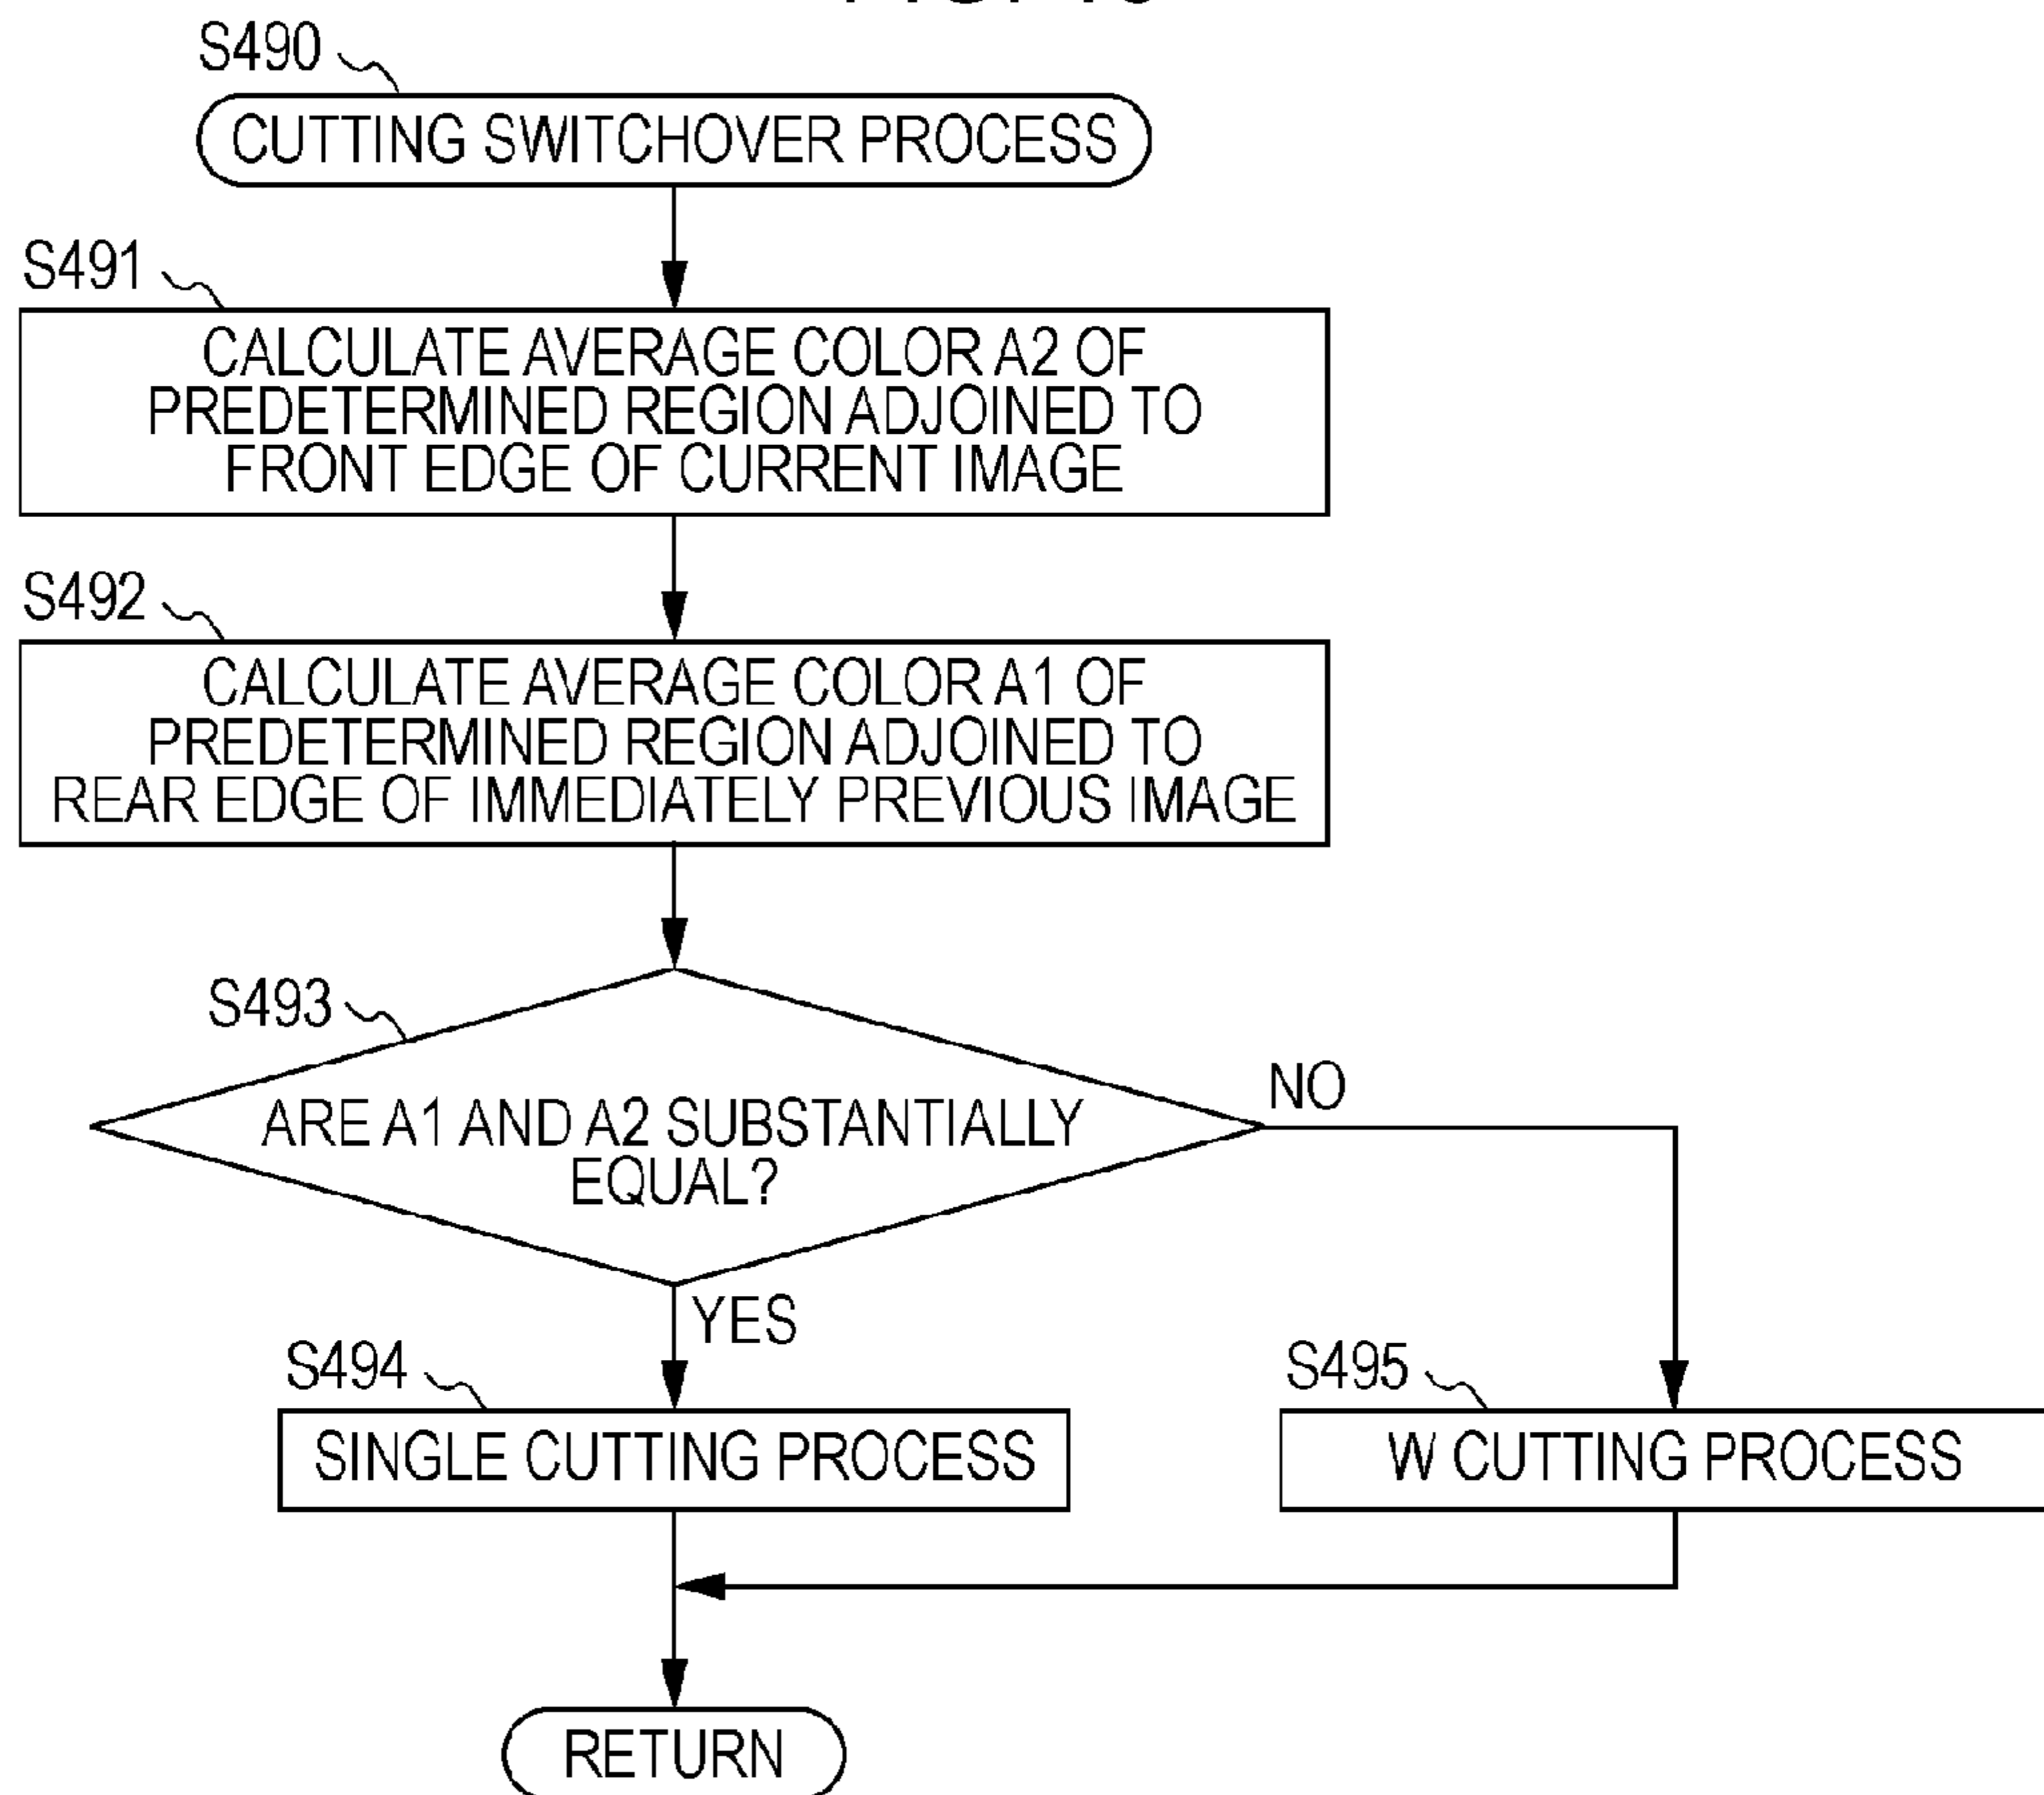 S490
CUTTING SWITCHOVER PROCESS
S491
CALCULATE AVERAGE COLOR A2 OF
PREDETERMINED REGION ADJOINED TO
FRONT EDGE OF CURRENT IMAGE
S492
CALCULATE AVERAGE COLOR A1 OF
PREDETERMINED REGION ADJOINED TO
REAR EDGE OF IMMEDIATELY PREVIOUS IMAGE
S493
ARE A1 AND A2 SUBSTANTIALLY
EQUAL?
NO
YES
S494
SINGLE CUTTING PROCESS
S495
W CUTTING PROCESS
RETURN